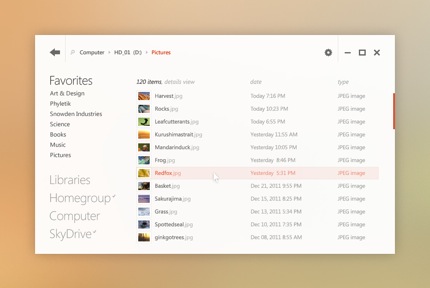 Computer › HD_01 (D:) › Pictures
Favorites
Art & Design
Phyletik
Snowden Industries
Science
Books
Music
Pictures
Libraries
Homegroup
Computer
SkyDrive
120 items, details view date type
Harvest.jpg Today 7:16 PM JPEG image
Rocks.jpg Today 10:23 PM JPEG image
Leafcutterants.jpg Today 6:55 PM JPEG image
Kurushimastrait.jpg Yesterday 11:55 AM JPEG image
Mandarinduck.jpg Yesterday 10:05 PM JPEG image
Frog.jpg Yesterday 8:46 PM JPEG image
Redfox.jpg Yesterday 5:31 PM JPEG image
Basket.jpg Dec 21, 2011 9:55 PM JPEG image
Sakurajima.jpg Dec 15, 2011 8:25 PM JPEG image
Grass.jpg Dec 13, 2011 5:34 PM JPEG image
Spottedseal.jpg Dec 10, 2011 7:35 PM JPEG image
ginkgotrees.jpg Dec 08, 2011 8:55 AM JPEG image